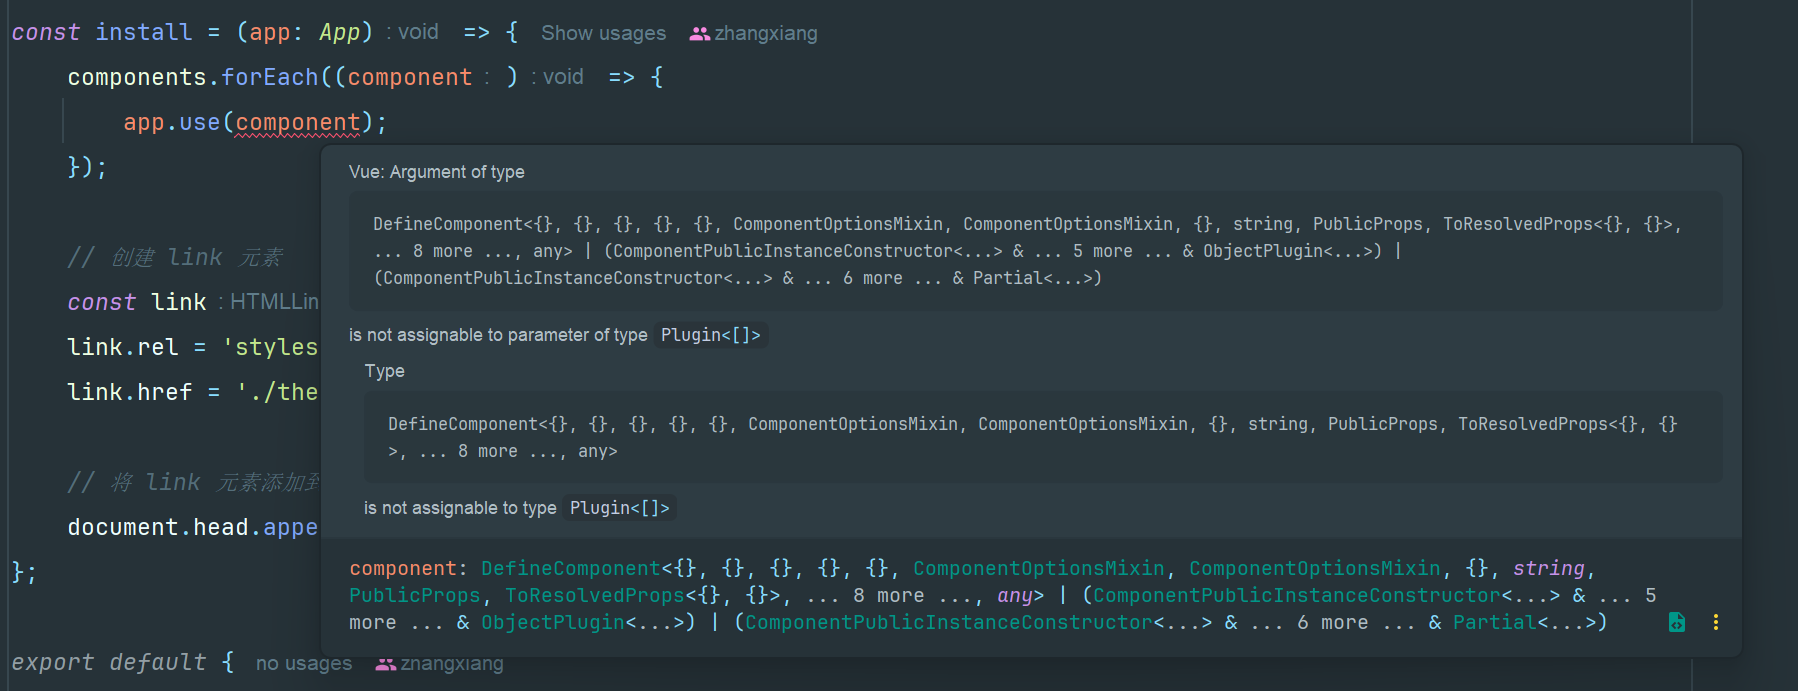 const install = (app: App) : void => { Show usages zhangxiang
components.forEach((component : ) : void => {
app.use(component);
});
Vue: Argument of type
DefineComponent<{}, {}, {}, {}, {}, ComponentOptionsMixin, ComponentOptionsMixin, {}, string, PublicProps, ToResolvedProps<{}, {}>,
... 8 more ..., any> | (ComponentPublicInstanceConstructor<...> & ... 5 more ... & ObjectPlugin<...>) |
(ComponentPublicInstanceConstructor<...> & ... 6 more ... & Partial<...>)
is not assignable to parameter of type Plugin<[]>
Type
DefineComponent<{}, {}, {}, {}, {}, ComponentOptionsMixin, ComponentOptionsMixin, {}, string, PublicProps, ToResolvedProps<{}, {}
>, ... 8 more ..., any>
is not assignable to type Plugin<[]>
component: DefineComponent<{}, {}, {}, {}, {}, ComponentOptionsMixin, ComponentOptionsMixin, {}, string,
PublicProps, ToResolvedProps<{}, {}>, ... 8 more ..., any> | (ComponentPublicInstanceConstructor<...> & ... 5
more ... & ObjectPlugin<...>) | (ComponentPublicInstanceConstructor<...> & ... 6 more ... & Partial<...>)
// 创建 link 元素
const link : HTMLLin
link.rel = 'styles
link.href = './the
// 将 link 元素添加到
document.head.appe
};
export default { no usages zhangxiang